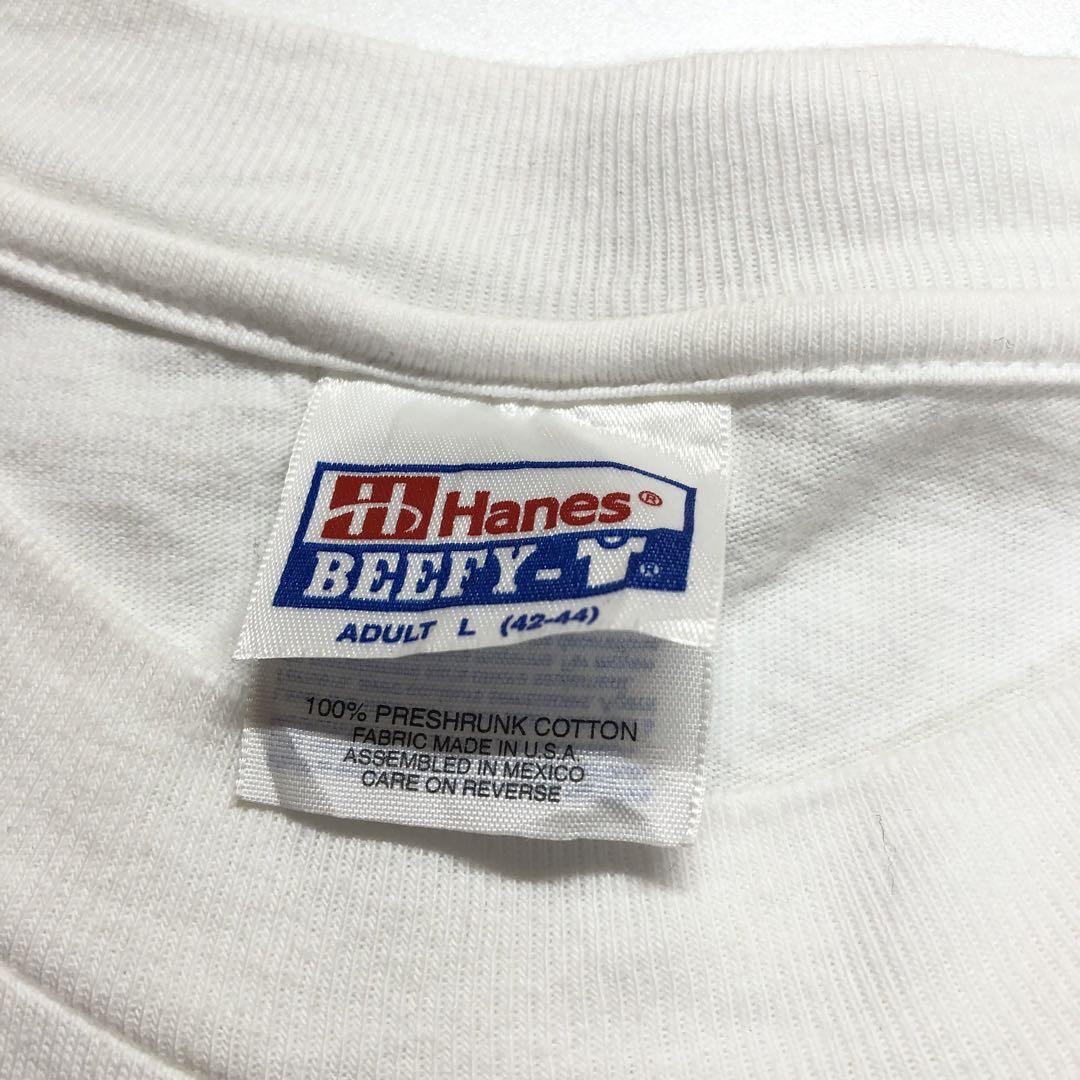 Hanes®
BEEFY-T®
ADULT L (42-44)
100% PRESHRUNK COTTON
FABRIC MADE IN U.S.A.
ASSEMBLED IN MEXICO
CARE ON REVERSE